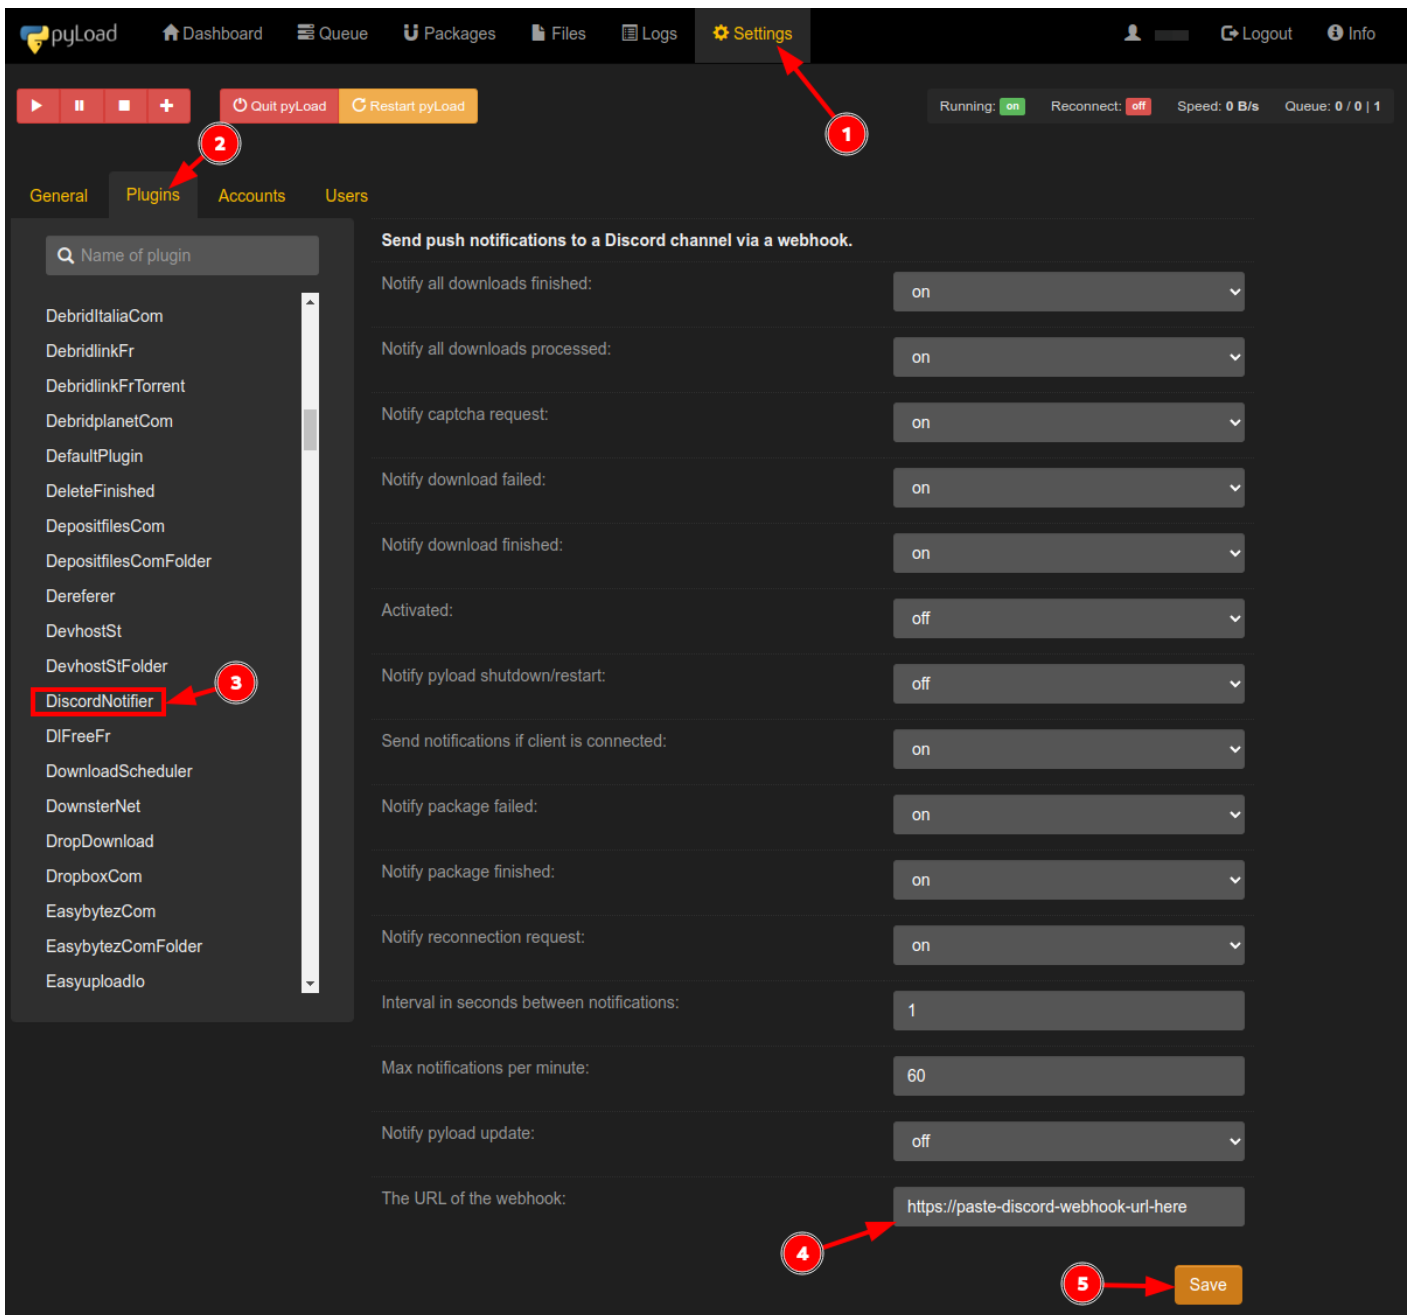 pyLoad Dashboard Queue Packages Files Logs Settings Logout Info
1
Quit pyLoad Restart pyLoad Running: on Reconnect: off Speed: 0 B/s Queue: 0 / 0 | 1
2
General Plugins Accounts Users
Name of plugin
DebridItaliaCom
DebridlinkFr
DebridlinkFrTorrent
DebridplanetCom
DefaultPlugin
DeleteFinished
DepositfilesCom
DepositfilesComFolder
Dereferer
DevhostSt
DevhostStFolder
3
DiscordNotifier
DlFreeFr
DownloadScheduler
DownsterNet
DropDownload
DropboxCom
EasybytezCom
EasybytezComFolder
EasyuploadIo
Send push notifications to a Discord channel via a webhook.
Notify all downloads finished: on
Notify all downloads processed: on
Notify captcha request: on
Notify download failed: on
Notify download finished: on
Activated: off
Notify pyload shutdown/restart: off
Send notifications if client is connected: on
Notify package failed: on
Notify package finished: on
Notify reconnection request: on
Interval in seconds between notifications: 1
Max notifications per minute: 60
Notify pyload update: off
The URL of the webhook: https://paste-discord-webhook-url-here
4
5 Save